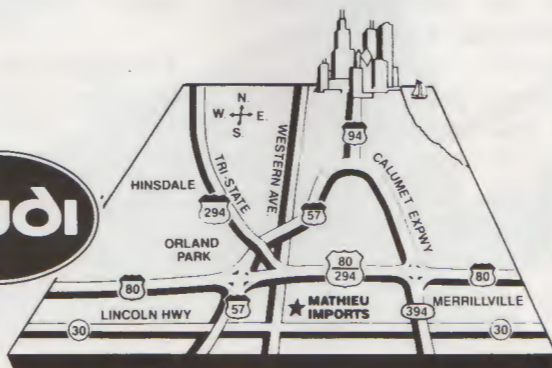 N.
W. E.
S.
94
WESTERN AVE.
TRI-STATE
CALUMET EXPWY
HINSDALE
294
57
ORLAND
PARK
80
294
80
80
LINCOLN HWY
57
MATHIEU
IMPORTS
394
MERRILLVILLE
30
30